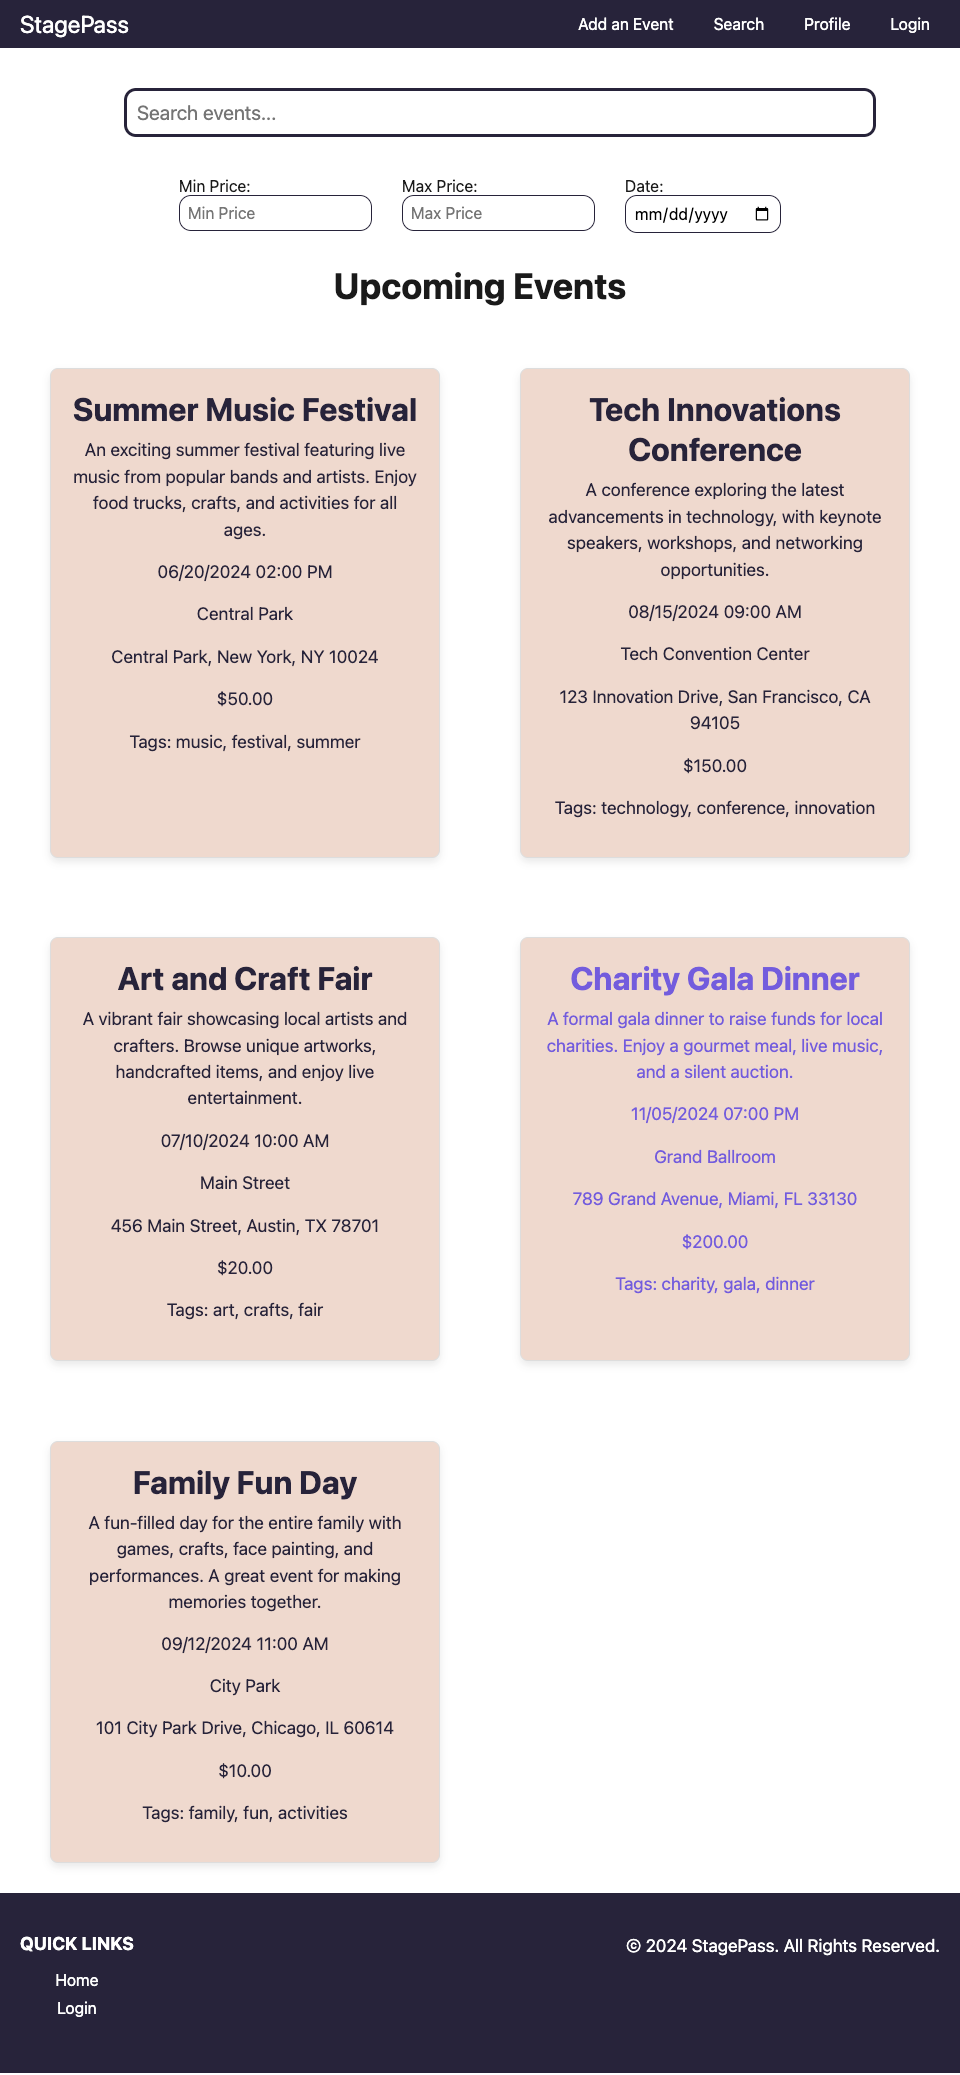 StagePass
Add an Event
Search
Profile
Login
Search events...
Min Price:
Min Price
Max Price:
Max Price
Date:
mm/dd/yyyy
Upcoming Events
Summer Music Festival
An exciting summer festival featuring live
music from popular bands and artists. Enjoy
food trucks, crafts, and activities for all
ages.
06/20/2024 02:00 PM
Central Park
Central Park, New York, NY 10024
$50.00
Tags: music, festival, summer
Tech Innovations
Conference
A conference exploring the latest
advancements in technology, with keynote
speakers, workshops, and networking
opportunities.
08/15/2024 09:00 AM
Tech Convention Center
123 Innovation Drive, San Francisco, CA
94105
$150.00
Tags: technology, conference, innovation
Art and Craft Fair
A vibrant fair showcasing local artists and
crafters. Browse unique artworks,
handcrafted items, and enjoy live
entertainment.
07/10/2024 10:00 AM
Main Street
456 Main Street, Austin, TX 78701
$20.00
Tags: art, crafts, fair
Charity Gala Dinner
A formal gala dinner to raise funds for local
charities. Enjoy a gourmet meal, live music,
and a silent auction.
11/05/2024 07:00 PM
Grand Ballroom
789 Grand Avenue, Miami, FL 33130
$200.00
Tags: charity, gala, dinner
Family Fun Day
A fun-filled day for the entire family with
games, crafts, face painting, and
performances. A great event for making
memories together.
09/12/2024 11:00 AM
City Park
101 City Park Drive, Chicago, IL 60614
$10.00
Tags: family, fun, activities
QUICK LINKS
Home
Login
© 2024 StagePass. All Rights Reserved.